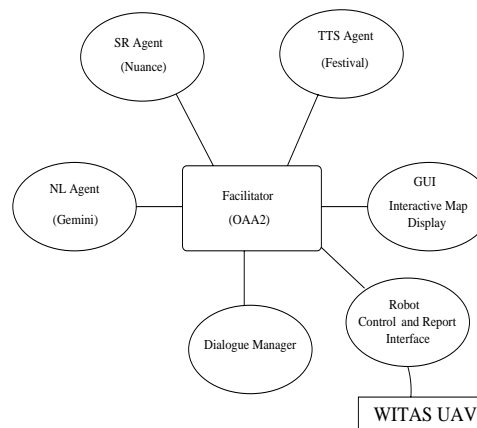 SR Agent
(Nuance)
TTS Agent
(Festival)
NL Agent
(Gemini)
Facilitator
(OAA2)
GUI
Interactive Map
Display
Dialogue Manager
Robot
Control and Report
Interface
WITAS UAV